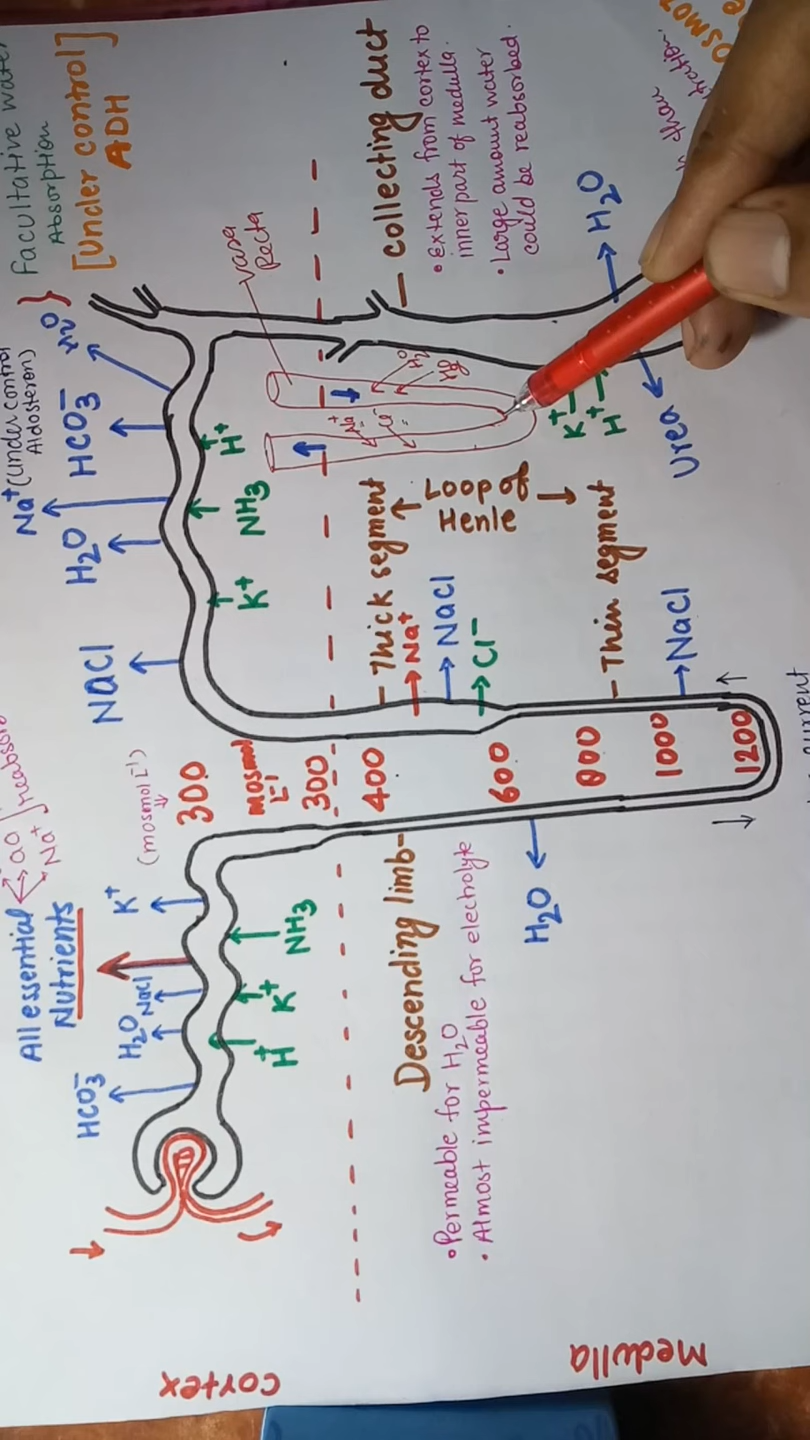 All essential
Nutrients
Na⁺
HCO₃⁻
H₂O
NaCl
K⁺
H⁺
K⁺
NH₃
(mosmol L⁻¹)
300
mosmol
L⁻¹
300
400
600
800
1000
1200
NaCl
H₂O
Na⁺ (under control
Aldosteron)
HCO₃⁻
H₂O
K⁺
NH₃
H⁺
Facultative water
Absorption
[Under control]
ADH
Vasa
Recta
H₂O
Na⁺
collecting duct
• Extends from cortex to
inner part of medulla.
• Large amount water
could be reabsorbed.
H₂O
Urea
K⁺
H⁺
Loop of
Henle
Thick segment
Na⁺
NaCl
Cl⁻
Thin segment
NaCl
Descending limb
• Permeable for H₂O
• Almost impermeable for electrolyte
H₂O
Cortex
Medulla